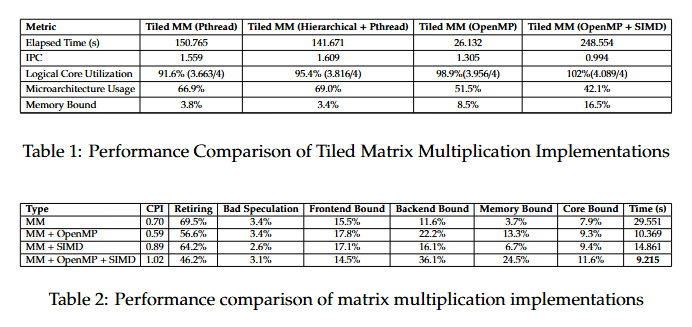 Metric Tiled MM (Pthread) Tiled MM (Hierarchical + Pthread) Tiled MM (OpenMP) Tiled MM (OpenMP + SIMD)
Elapsed Time (s) 150.765 141.671 26.132 248.554
IPC 1.559 1.609 1.305 0.994
Logical Core Utilization 91.6% (3.663/4) 95.4% (3.816/4) 98.9%(3.956/4) 102%(4.089/4)
Microarchitecture Usage 66.9% 69.0% 51.5% 42.1%
Memory Bound 3.8% 3.4% 8.5% 16.5%
Table 1: Performance Comparison of Tiled Matrix Multiplication Implementations
Type CPI Retiring Bad Speculation Frontend Bound Backend Bound Memory Bound Core Bound Time (s)
MM 0.70 69.5% 3.4% 15.5% 11.6% 3.7% 7.9% 29.551
MM + OpenMP 0.59 56.6% 3.4% 17.8% 22.2% 13.3% 9.3% 10.369
MM + SIMD 0.89 64.2% 2.6% 17.1% 16.1% 6.7% 9.4% 14.861
MM + OpenMP + SIMD 1.02 46.2% 3.1% 14.5% 36.1% 24.5% 11.6% 9.215
Table 2: Performance comparison of matrix multiplication implementations